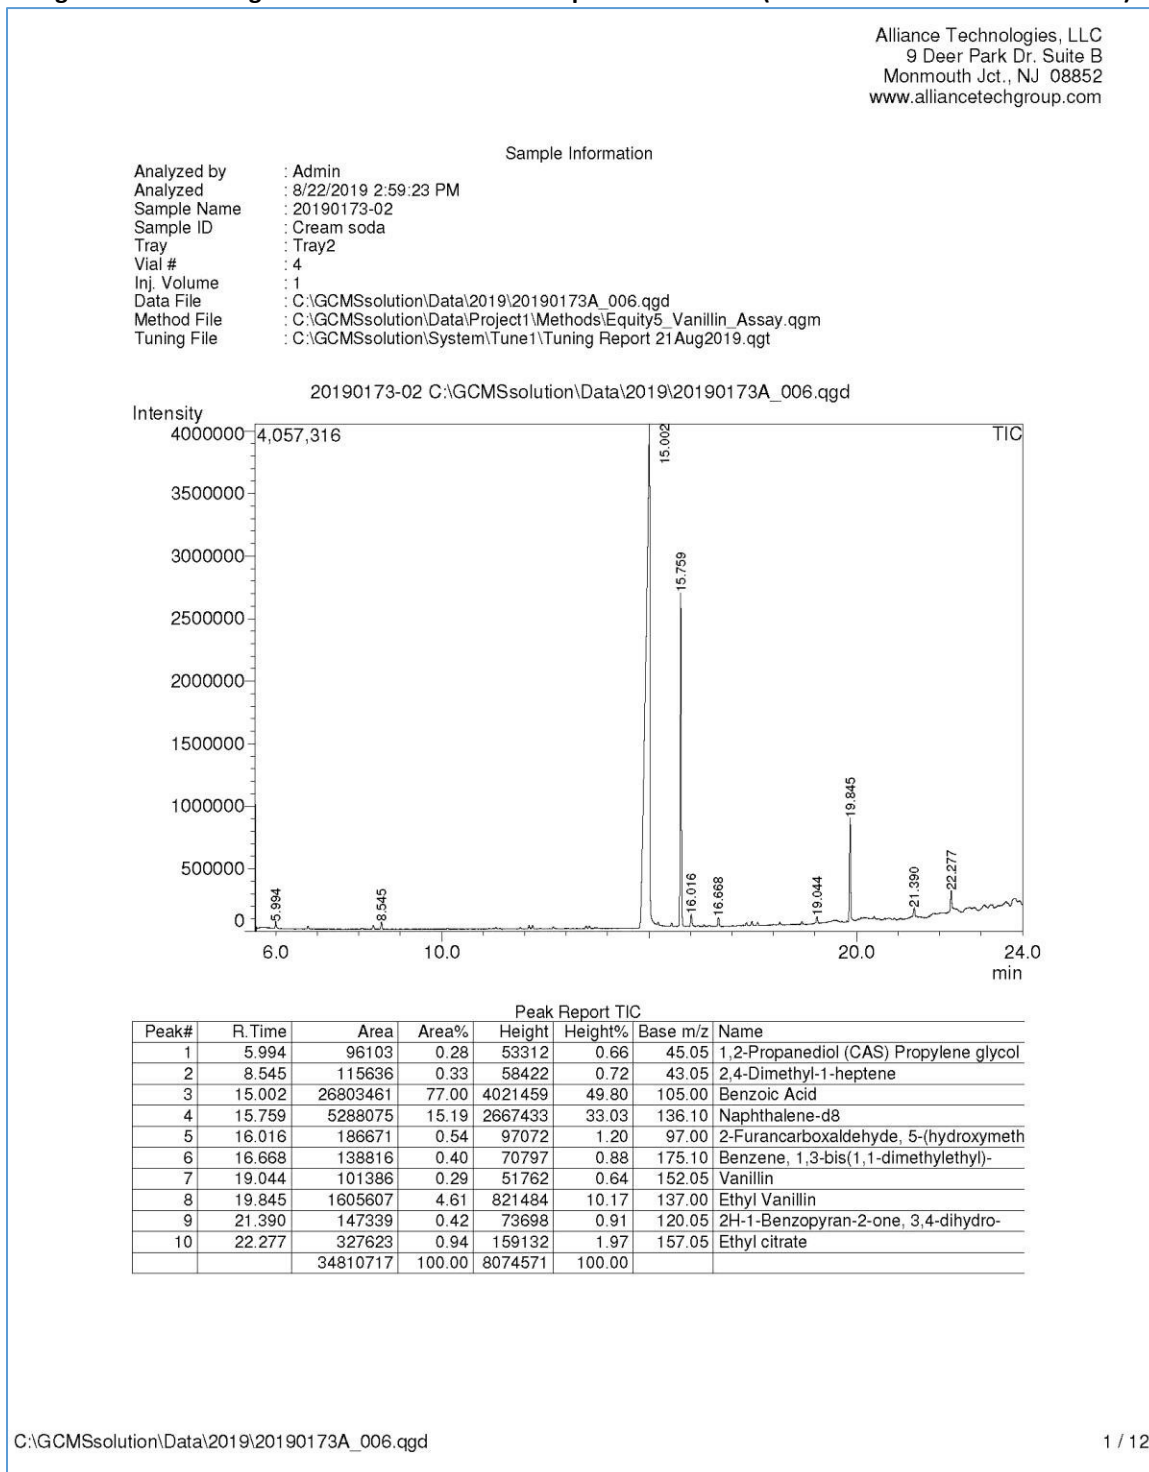 Alliance Technologies, LLC
9 Deer Park Dr. Suite B
Monmouth Jct., NJ 08852
www.alliancetechgroup.com
Sample Information
Analyzed by : Admin
Analyzed : 8/22/2019 2:59:23 PM
Sample Name : 20190173-02
Sample ID : Cream soda
Tray : Tray2
Vial # : 4
Inj. Volume : 1
Data File : C:\GCMSsolution\Data\2019\20190173A_006.qgd
Method File : C:\GCMSsolution\Data\Project1\Methods\Equity5_Vanillin_Assay.qgm
Tuning File : C:\GCMSsolution\System\Tune1\Tuning Report 21Aug2019.qgt
20190173-02 C:\GCMSsolution\Data\2019\20190173A_006.qgd
Intensity
4000000 4,057,316 TIC
15.002
3500000
3000000
15.759
2500000
2000000
1500000
1000000
19.845
500000
5.994 8.545 16.016 16.668 19.044 21.390 22.277
0
6.0 10.0 20.0 24.0
min
Peak Report TIC
Peak# R.Time Area Area% Height Height% Base m/z Name
1 5.994 96103 0.28 53312 0.66 45.05 1,2-Propanediol (CAS) Propylene glycol
2 8.545 115636 0.33 58422 0.72 43.05 2,4-Dimethyl-1-heptene
3 15.002 26803461 77.00 4021459 49.80 105.00 Benzoic Acid
4 15.759 5288075 15.19 2667433 33.03 136.10 Naphthalene-d8
5 16.016 186671 0.54 97072 1.20 97.00 2-Furancarboxaldehyde, 5-(hydroxymeth
6 16.668 138816 0.40 70797 0.88 175.10 Benzene, 1,3-bis(1,1-dimethylethyl)-
7 19.044 101386 0.29 51762 0.64 152.05 Vanillin
8 19.845 1605607 4.61 821484 10.17 137.00 Ethyl Vanillin
9 21.390 147339 0.42 73698 0.91 120.05 2H-1-Benzopyran-2-one, 3,4-dihydro-
10 22.277 327623 0.94 159132 1.97 157.05 Ethyl citrate
34810717 100.00 8074571 100.00
C:\GCMSsolution\Data\2019\20190173A_006.qgd 1 / 12